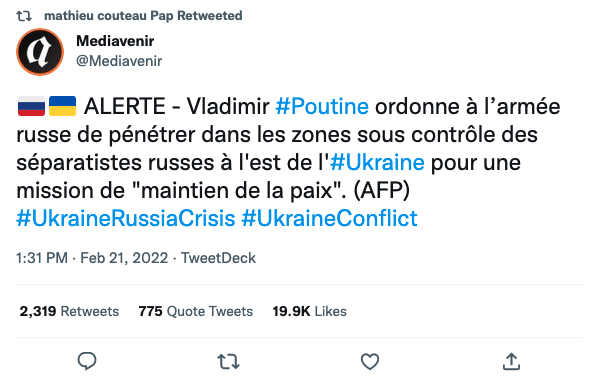 mathieu couteau Pap Retweeted
Mediavenir
@Mediavenir
🇷🇺🇺🇦 ALERTE - Vladimir #Poutine ordonne à l’armée
russe de pénétrer dans les zones sous contrôle des
séparatistes russes à l'est de l'#Ukraine pour une
mission de "maintien de la paix". (AFP)
#UkraineRussiaCrisis #UkraineConflict
1:31 PM · Feb 21, 2022 · TweetDeck
2,319 Retweets 775 Quote Tweets 19.9K Likes